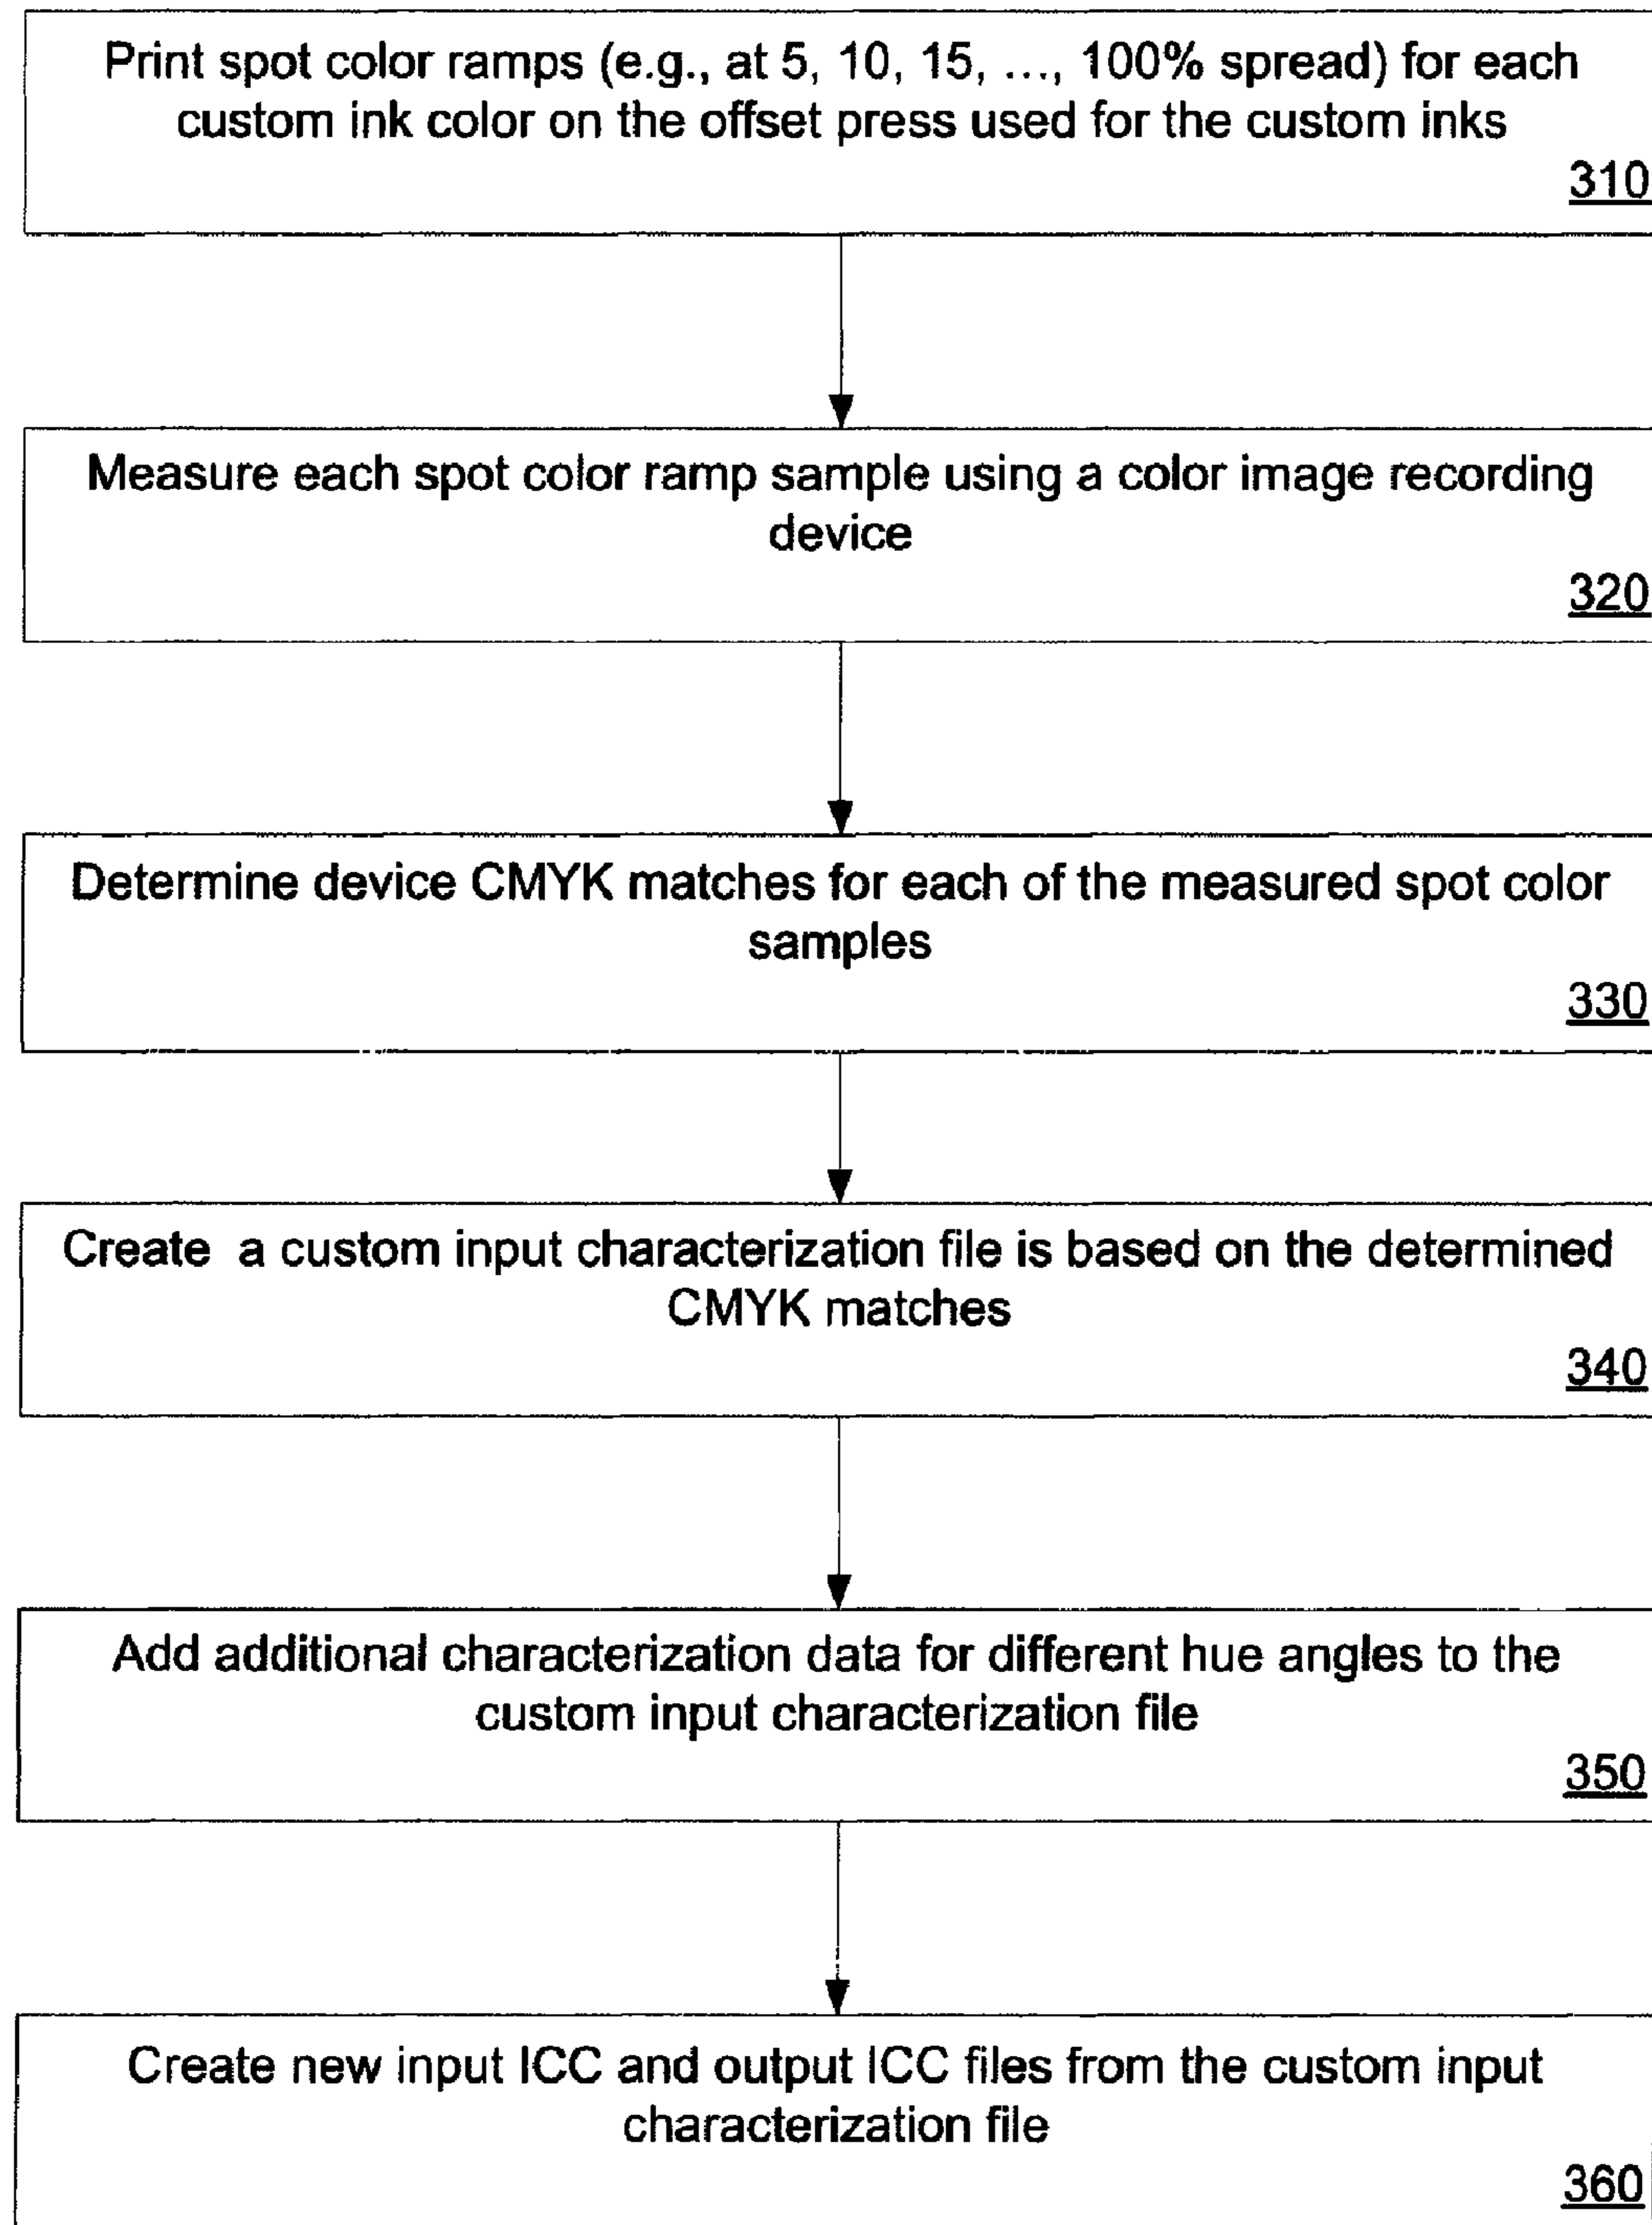 Print spot color ramps (e.g., at 5, 10, 15, ..., 100% spread) for each
custom ink color on the offset press used for the custom inks
310
Measure each spot color ramp sample using a color image recording
device
320
Determine device CMYK matches for each of the measured spot color
samples
330
Create a custom input characterization file is based on the determined
CMYK matches
340
Add additional characterization data for different hue angles to the
custom input characterization file
350
Create new input ICC and output ICC files from the custom input
characterization file
360